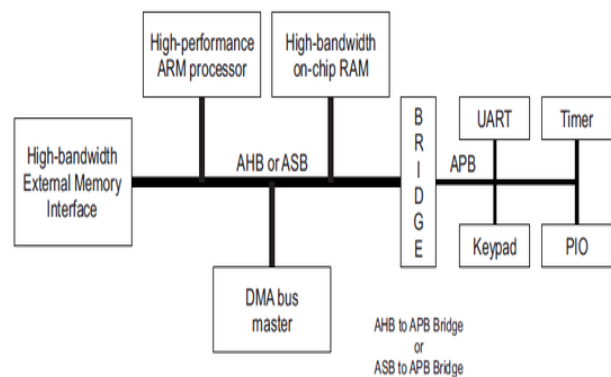 High-performance
ARM processor
High-bandwidth
on-chip RAM
High-bandwidth
External Memory
Interface
AHB or ASB
B
R
I
D
G
E
APB
UART
Timer
Keypad
PIO
DMA bus
master
AHB to APB Bridge
or
ASB to APB Bridge